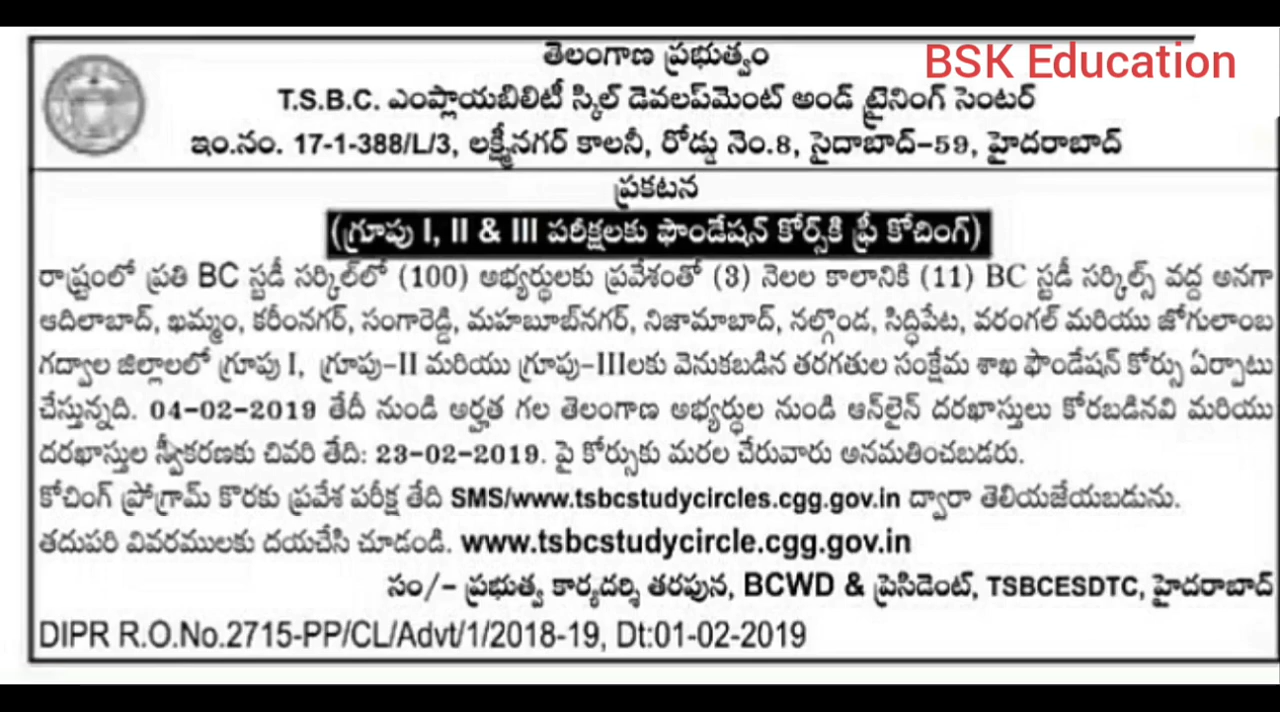 తెలంగాణ ప్రభుత్వం
BSK Education
T.S.B.C. ఎంప్లాయబిలిటీ స్కిల్ డెవలప్‌మెంట్ అండ్ ట్రైనింగ్ సెంటర్
ఇం.నం. 17-1-388/L/3, లక్ష్మీనగర్ కాలనీ, రోడ్డు నెం.8, సైదాబాద్-59, హైదరాబాద్
ప్రకటన
(గ్రూపు I, II & III పరీక్షలకు ఫౌండేషన్ కోర్స్‌కి ఫ్రీ కోచింగ్)
రాష్ట్రంలో ప్రతి BC స్టడీ సర్కిల్‌లో (100) అభ్యర్థులకు ప్రవేశంతో (3) నెలల కాలానికి (11) BC స్టడీ సర్కిల్స్ వద్ద అనగా
ఆదిలాబాద్, ఖమ్మం, కరీంనగర్, సంగారెడ్డి, మహబూబ్‌నగర్, నిజామాబాద్, నల్గొండ, సిద్ధిపేట, వరంగల్ మరియు జోగులాంబ
గద్వాల జిల్లాలలో గ్రూపు I, గ్రూపు-II మరియు గ్రూపు-IIIలకు వెనుకబడిన తరగతుల సంక్షేమ శాఖ ఫౌండేషన్ కోర్సు ఏర్పాటు
చేస్తున్నది. 04-02-2019 తేదీ నుండి అర్హత గల తెలంగాణ అభ్యర్థుల నుండి ఆన్‌లైన్ దరఖాస్తులు కోరబడినవి మరియు
దరఖాస్తుల స్వీకరణకు చివరి తేది: 23-02-2019. పై కోర్సుకు మరల చేరువారు అనమతించబడరు.
కోచింగ్ ప్రోగ్రామ్ కొరకు ప్రవేశ పరీక్ష తేది SMS/www.tsbcstudycircles.cgg.gov.in ద్వారా తెలియజేయబడును.
తదుపరి వివరములకు దయచేసి చూడండి. www.tsbcstudycircle.cgg.gov.in
సం/- ప్రభుత్వ కార్యదర్శి తరపున, BCWD & ప్రెసిడెంట్, TSBCESDTC, హైదరాబాద్
DIPR R.O.No.2715-PP/CL/Advt/1/2018-19, Dt:01-02-2019